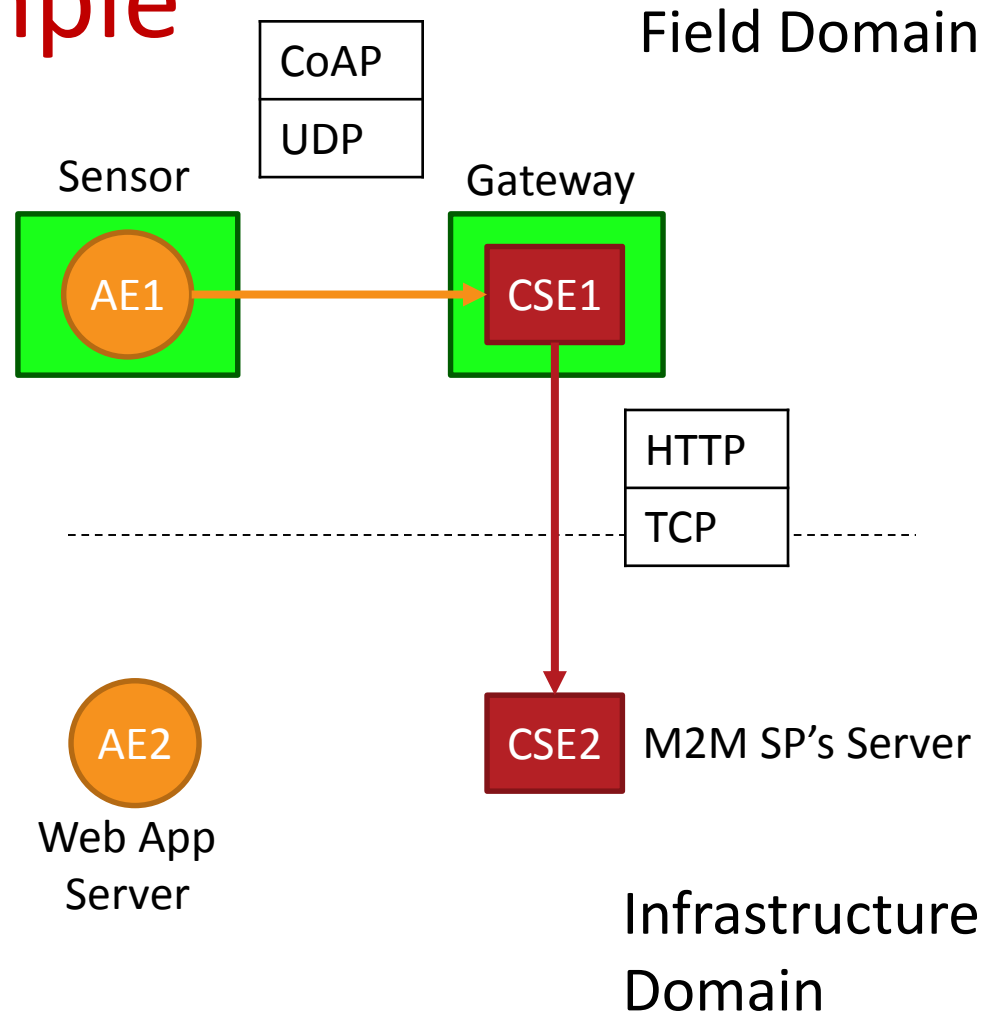 Field Domain
CoAP
UDP
Sensor
Gateway
AE1
CSE1
HTTP
TCP
AE2
CSE2
M2M SP’s Server
Web App
Server
Infrastructure
Domain